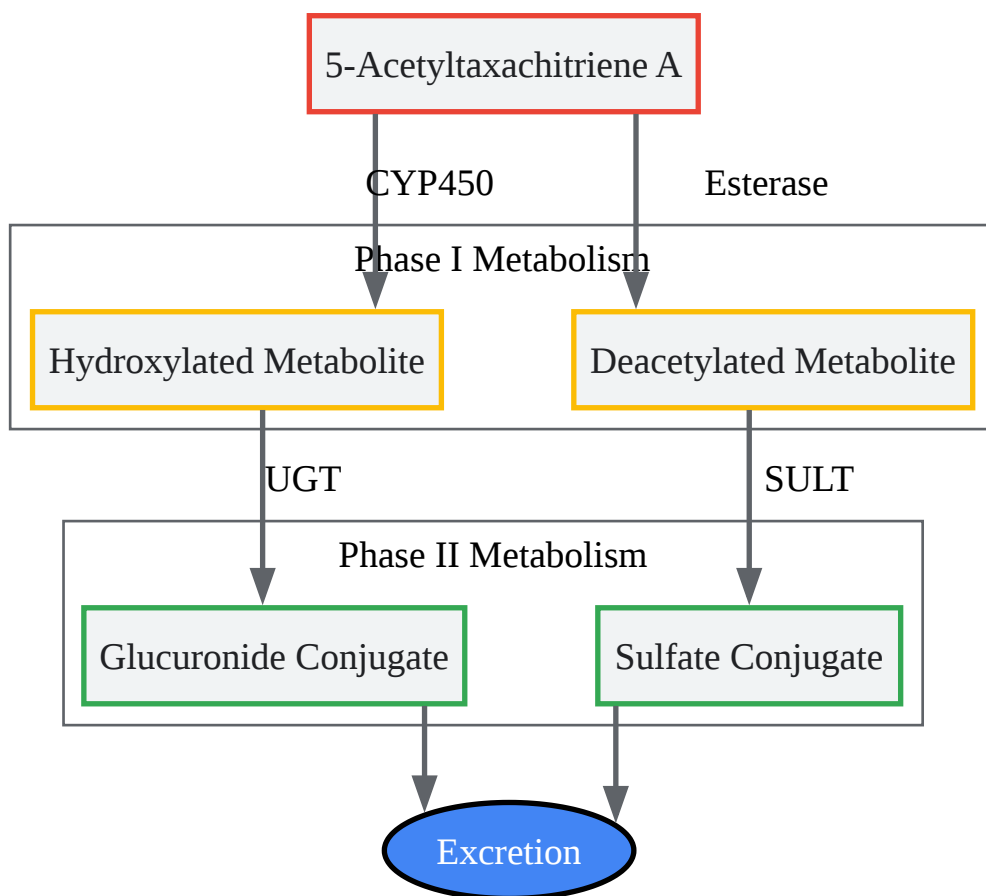 5-Acetyltaxachitriene A
CYP450
Esterase
Phase I Metabolism
Hydroxylated Metabolite
Deacetylated Metabolite
UGT
SULT
Phase II Metabolism
Glucuronide Conjugate
Sulfate Conjugate
Excretion